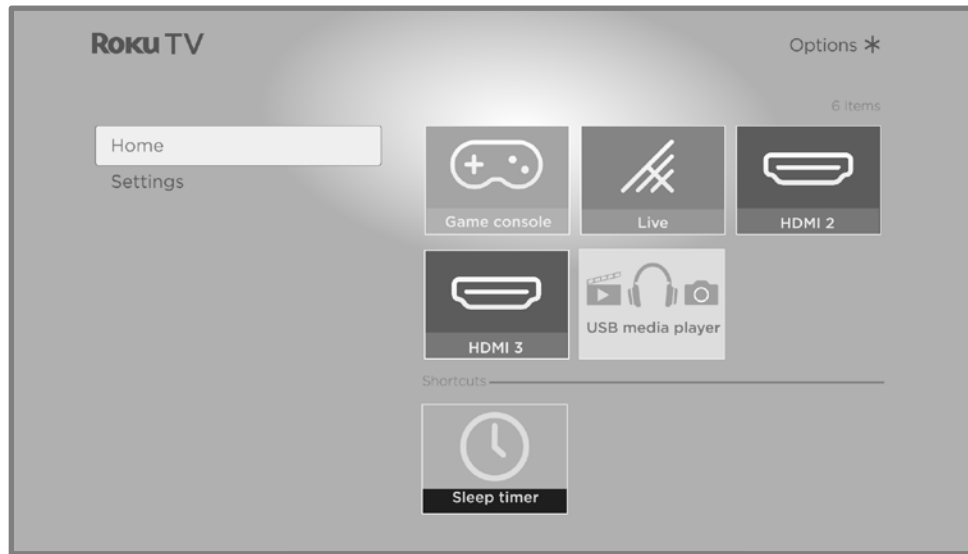 Roku TV
Options *
6 Items
Home
Settings
Game console
Live
HDMI 2
HDMI 3
USB media player
Shortcuts
Sleep timer